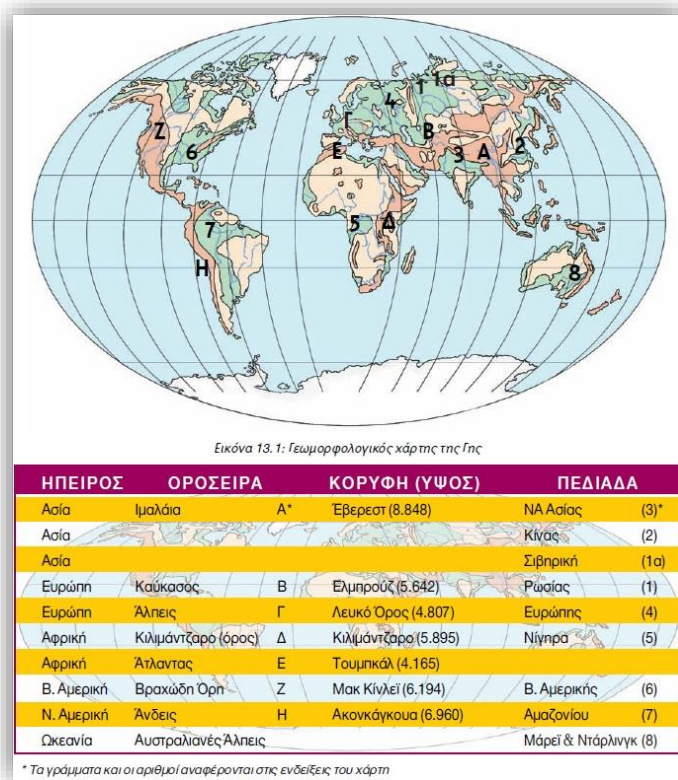 1 1α
4
Γ
Ζ Β
Ε 3 Α 2
6
7 5 Δ
Η 8
Εικόνα 13.1: Γεωμορφολογικός χάρτης της Γης
ΗΠΕΙΡΟΣ ΟΡΟΣΕΙΡΑ ΚΟΡΥΦΗ (ΥΨΟΣ) ΠΕΔΙΑΔΑ
Ασία Ιμαλάια Α* Έβερεστ (8.848) ΝΑ Ασίας (3)*
Ασία Κίνας (2)
Ασία Σιβηρική (1α)
Ευρώπη Καύκασος Β Ελμπρούζ (5.642) Ρωσίας (1)
Ευρώπη Άλπεις Γ Λευκό Όρος (4.807) Ευρώπης (4)
Αφρική Κιλιμάντζαρο (όρος) Δ Κιλιμάντζαρο (5.895) Νίγηρα (5)
Αφρική Άτλαντας Ε Τουμπκάλ (4.165)
Β. Αμερική Βραχώδη Όρη Ζ Μακ Κίνλεϊ (6.194) Β. Αμερικής (6)
Ν. Αμερική Άνδεις Η Ακονκάγκουα (6.960) Αμαζονίου (7)
Ωκεανία Αυστραλιανές Άλπεις Μάρεϊ & Ντάρλινγκ (8)
* Τα γράμματα και οι αριθμοί αναφέρονται στις ενδείξεις του χάρτη